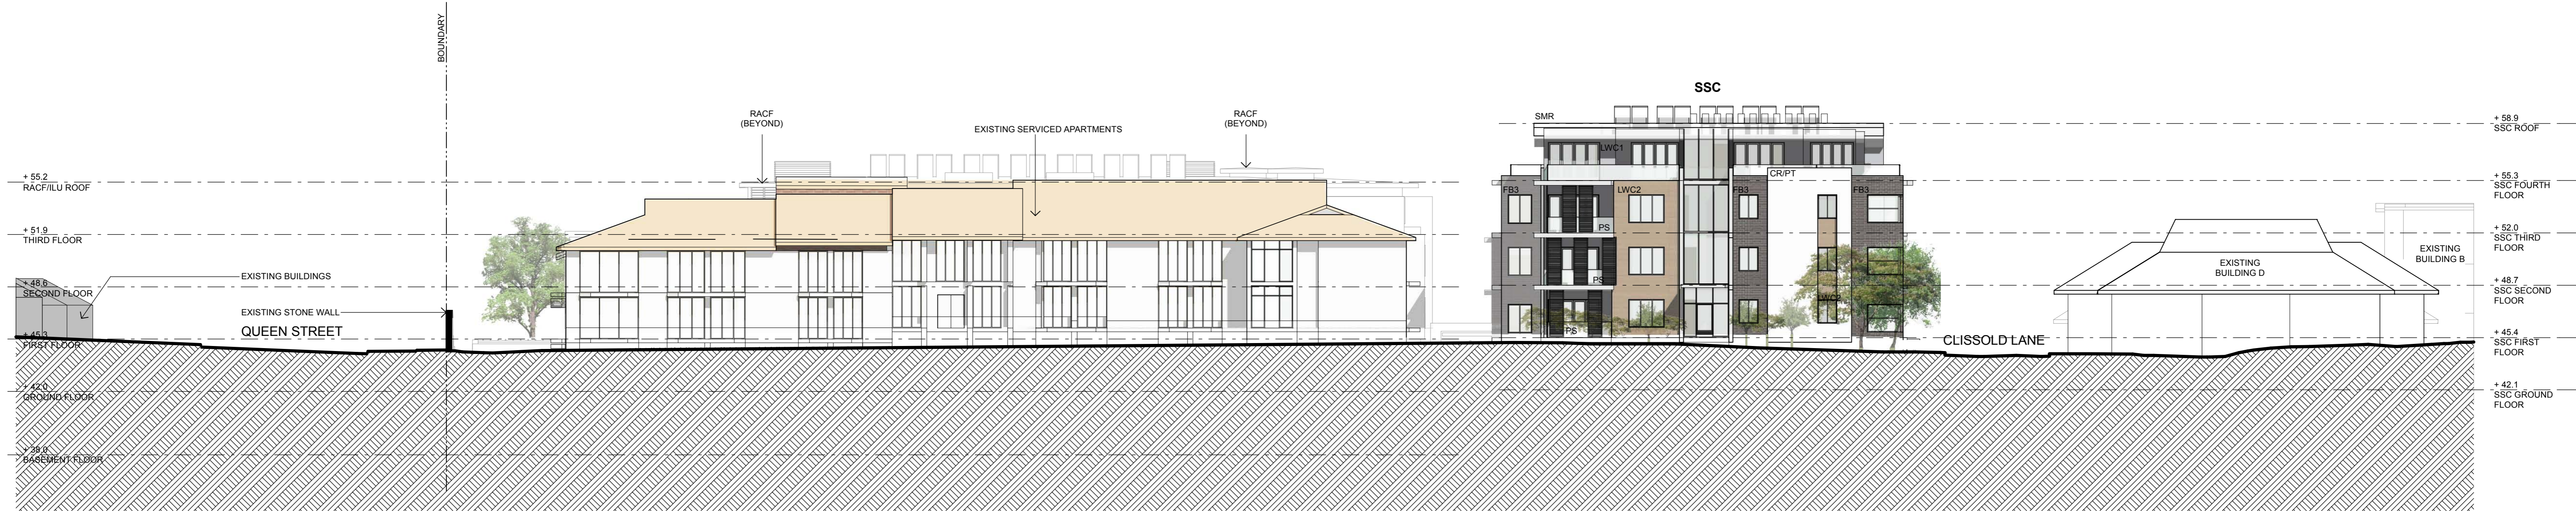 BOUNDARY
SSC
RACF
(BEYOND)
EXISTING SERVICED APARTMENTS
RACF
(BEYOND)
SMR
LWC1
CR/PT
FB3
LWC2
FB3
FB3
PS
PS
PS
LWC2
+ 55.2
RACF/ILU ROOF
+ 51.9
THIRD FLOOR
EXISTING BUILDINGS
+ 48.6
SECOND FLOOR
EXISTING STONE WALL
QUEEN STREET
+ 45.3
FIRST FLOOR
+ 42.0
GROUND FLOOR
+ 38.9
BASEMENT FLOOR
CLISSOLD LANE
EXISTING
BUILDING D
EXISTING
BUILDING B
+ 58.9
SSC ROOF
+ 55.3
SSC FOURTH
FLOOR
+ 52.0
SSC THIRD
FLOOR
+ 48.7
SSC SECOND
FLOOR
+ 45.4
SSC FIRST
FLOOR
+ 42.1
SSC GROUND
FLOOR